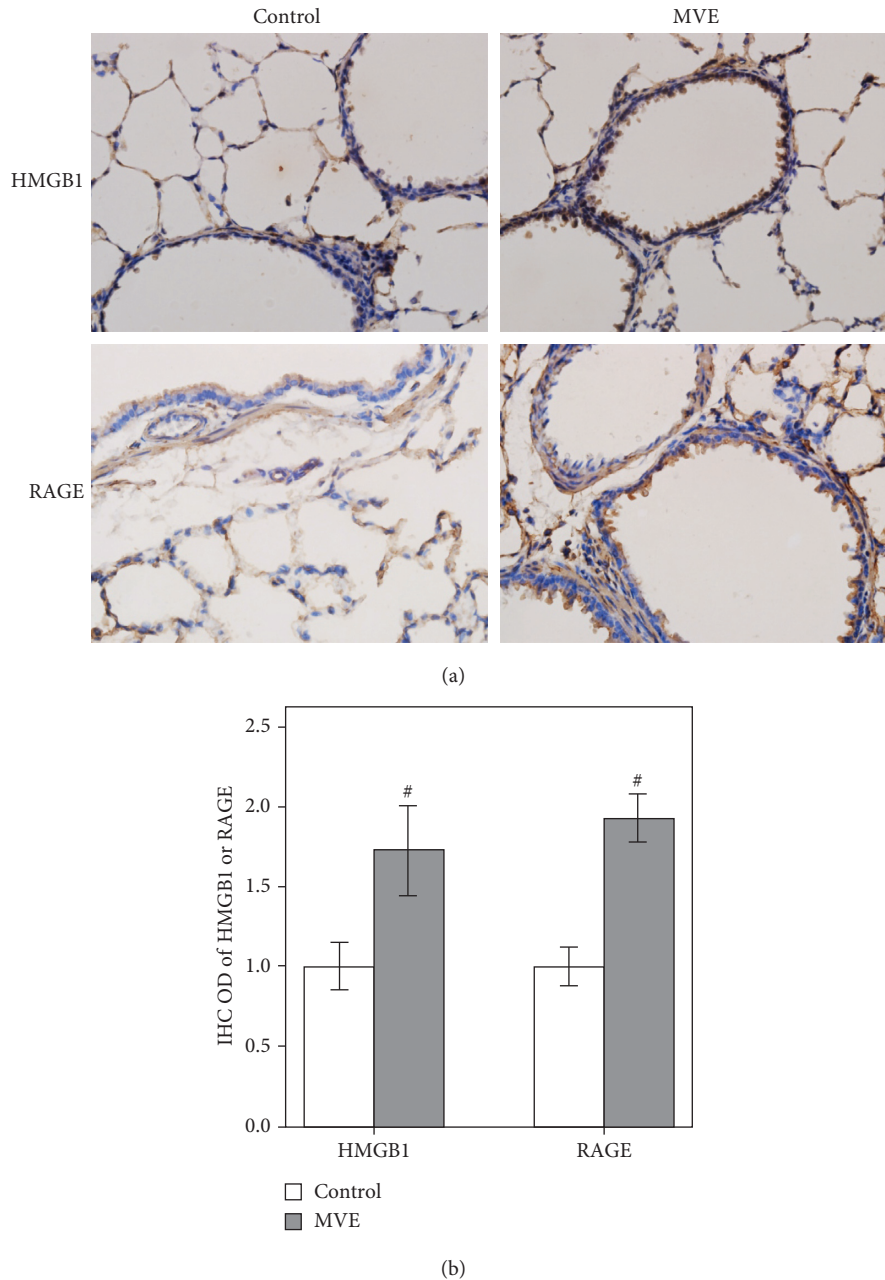 Control MVE
HMGB1
RAGE
(a)
IHC OD of HMGB1 or RAGE
2.5
2.0
1.5
1.0
0.5
0.0
# #
HMGB1 RAGE
Control
MVE
(b)